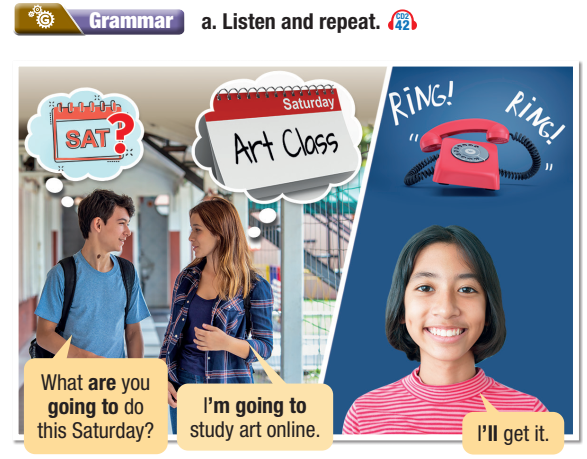 G Grammar a. Listen and repeat. CD2
42
SAT?
Saturday
Art Class
RING!
RING!
What are you
going to do
this Saturday?
I'm going to
study art online.
I'll get it.